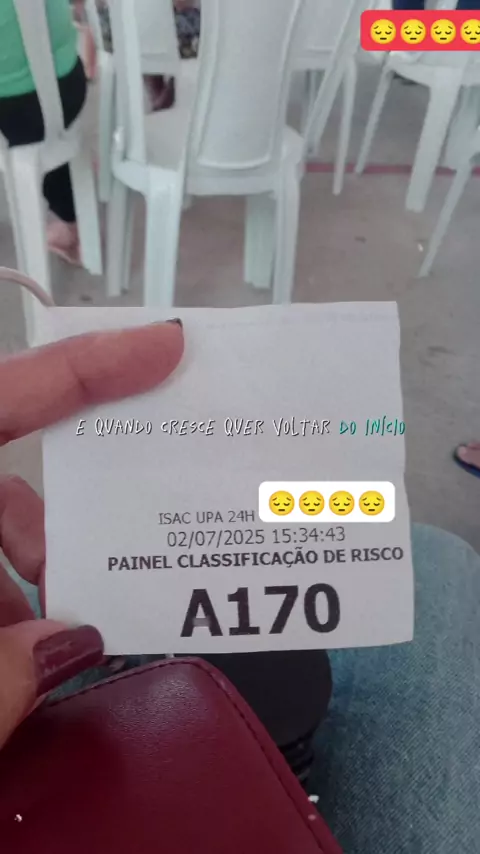 E QUANDO CRESCE QUER VOLTAR DO INÍCIO
ISAC UPA 24H
02/07/2025 15:34:43
PAINEL CLASSIFICAÇÃO DE RISCO
A170